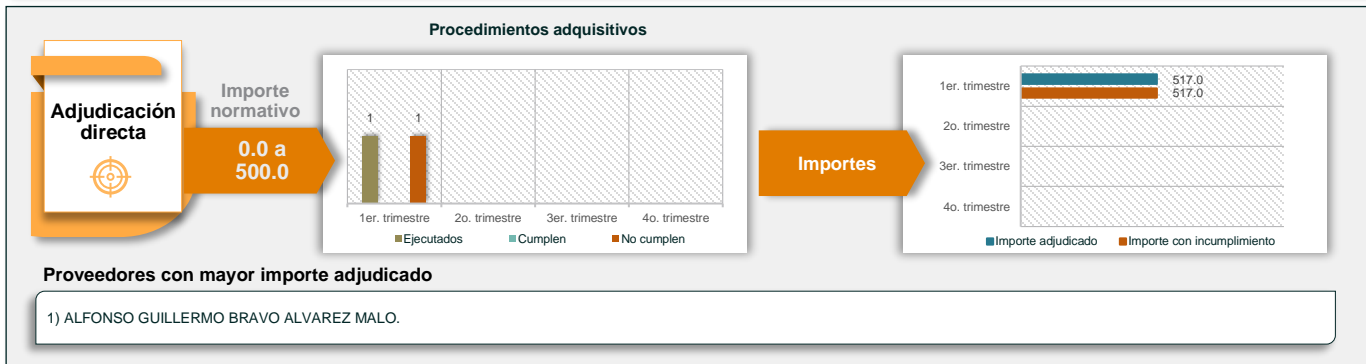 Procedimientos adquisitivos
Adjudicación
directa
Importe
normativo
0.0 a
500.0
1
1
1er. trimestre
2o. trimestre
3er. trimestre
4o. trimestre
Ejecutados
Cumplen
No cumplen
Importes
1er. trimestre
2o. trimestre
3er. trimestre
4o. trimestre
517.0
517.0
Importe adjudicado
Importe con incumplimiento
Proveedores con mayor importe adjudicado
1) ALFONSO GUILLERMO BRAVO ALVAREZ MALO.